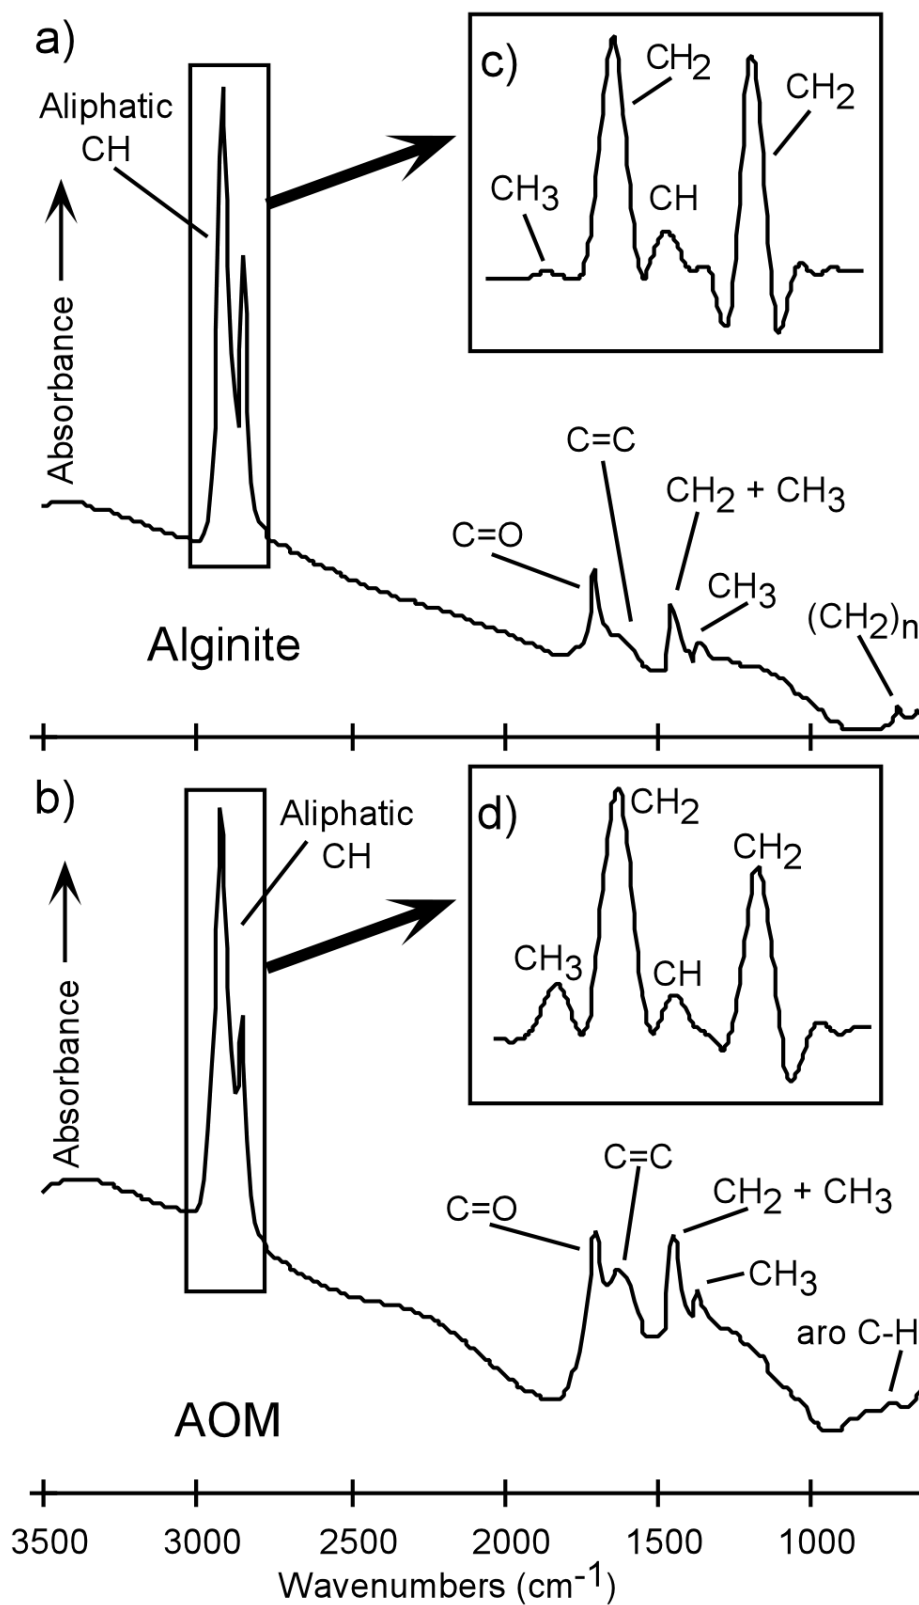 a)
Aliphatic
CH
Absorbance
c)
CH2
CH2
CH3
CH
C=C
C=O
CH2 + CH3
CH3
(CH2)n
Alginite
b)
Aliphatic
CH
Absorbance
d)
CH2
CH2
CH3
CH
C=C
C=O
CH2 + CH3
CH3
aro C-H
AOM
3500 3000 2500 2000 1500 1000
Wavenumbers (cm-1)